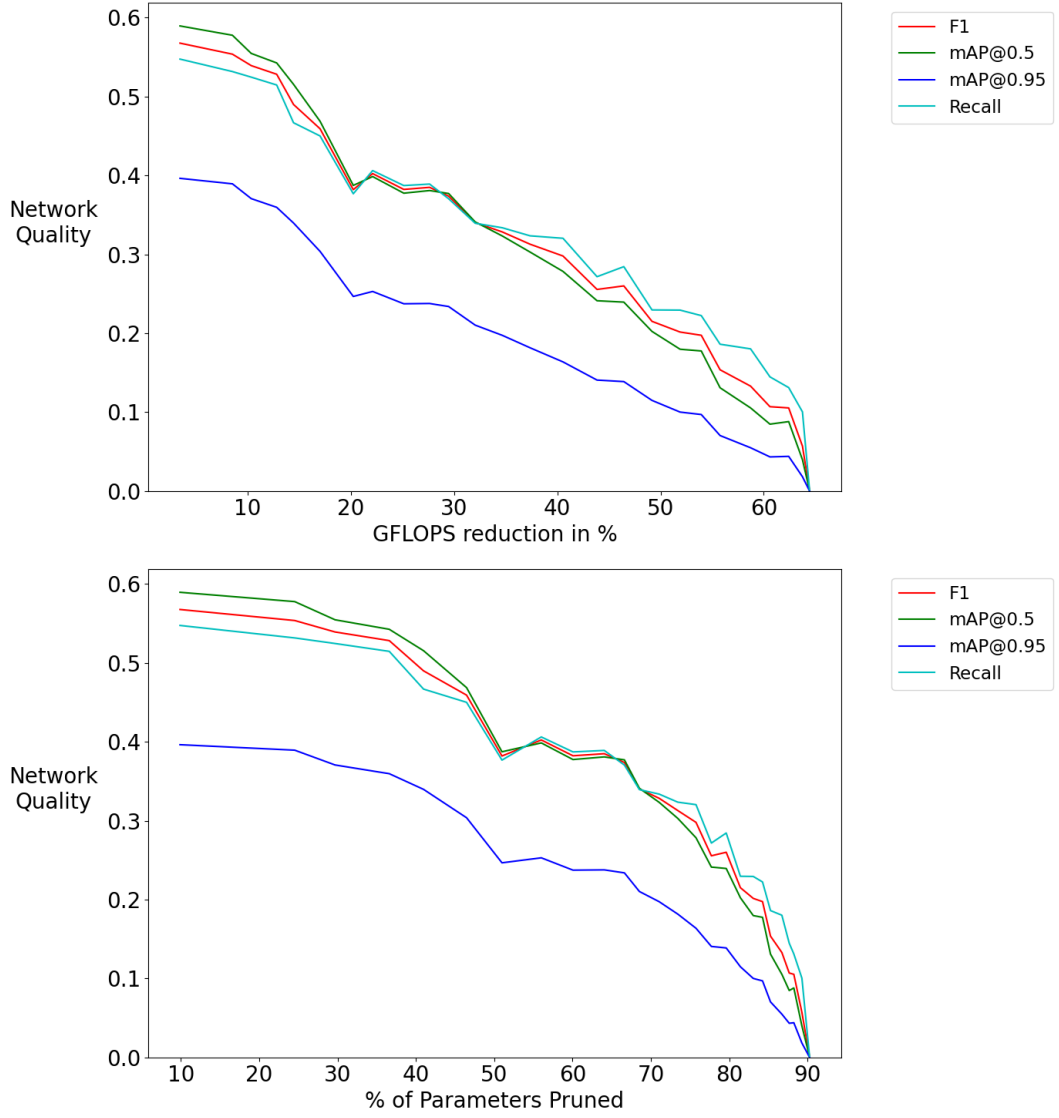 0.6
0.5
0.4
Network
Quality
0.3
0.2
0.1
0.0
10 20 30 40 50 60
GFLOPS reduction in %
F1
mAP@0.5
mAP@0.95
Recall
0.6
0.5
0.4
Network
Quality
0.3
0.2
0.1
0.0
10 20 30 40 50 60 70 80 90
% of Parameters Pruned
F1
mAP@0.5
mAP@0.95
Recall